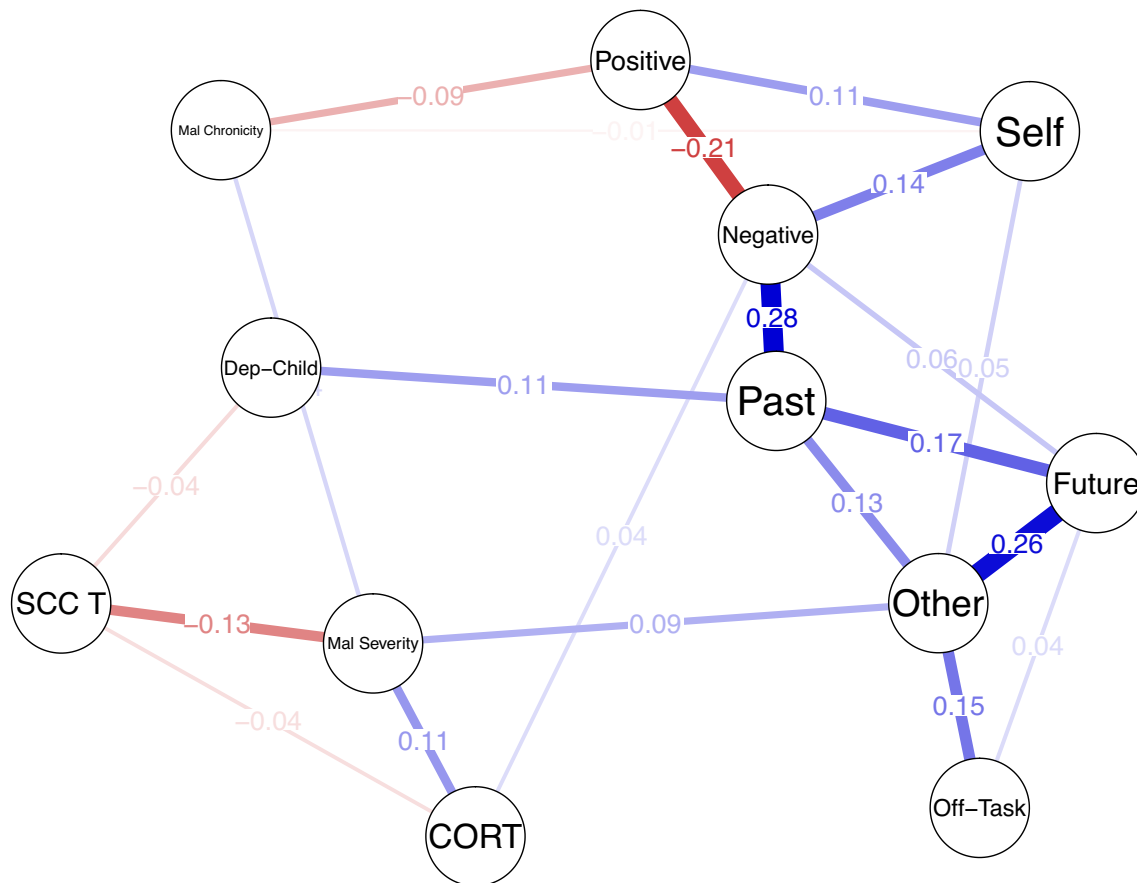 Positive
−0.09
0.11
Mal Chronicity
−0.01
Self
−0.21
0.14
Negative
0.28
0.06
0.05
Dep−Child
0.11
Past
0.17
Future
−0.04
0.13
0.04
0.26
SCC T
−0.13
Mal Severity
0.09
Other
0.04
−0.04
0.11
0.15
CORT
Off−Task